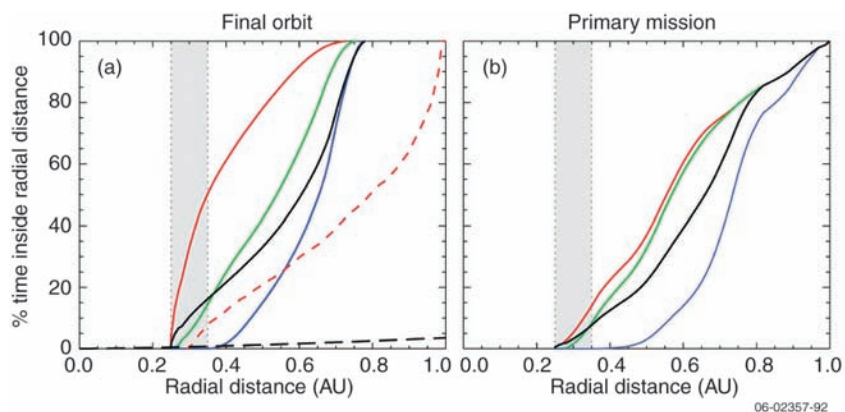 Final orbit
Primary mission
% time inside radial distance
100
80
60
40
20
0
(a)
(b)
0.0 0.2 0.4 0.6 0.8 1.0
0.0 0.2 0.4 0.6 0.8 1.0
Radial distance (AU)
Radial distance (AU)
06-02357-92